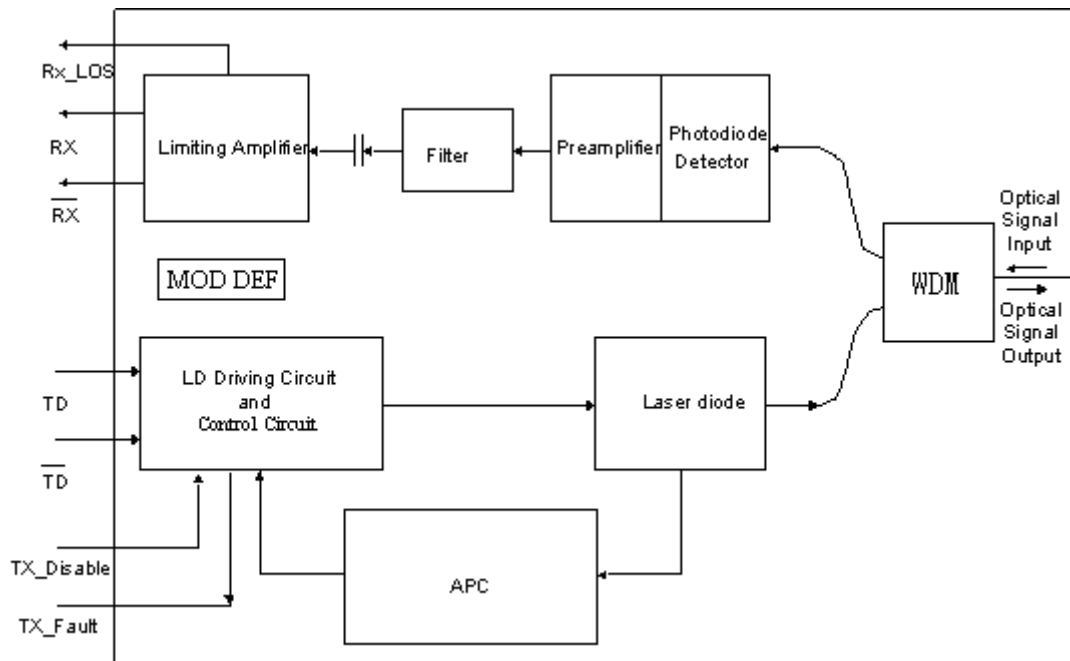 Rx_LOS
RX
RX
Limiting Amplifier
Filter
Preamplifier
Photodiode
Detector
Optical
Signal
Input
WDM
Optical
Signal
Output
MOD DEF
TD
TD
LD Driving Circuit
and
Control Circuit
Laser diode
TX_Disable
TX_Fault
APC